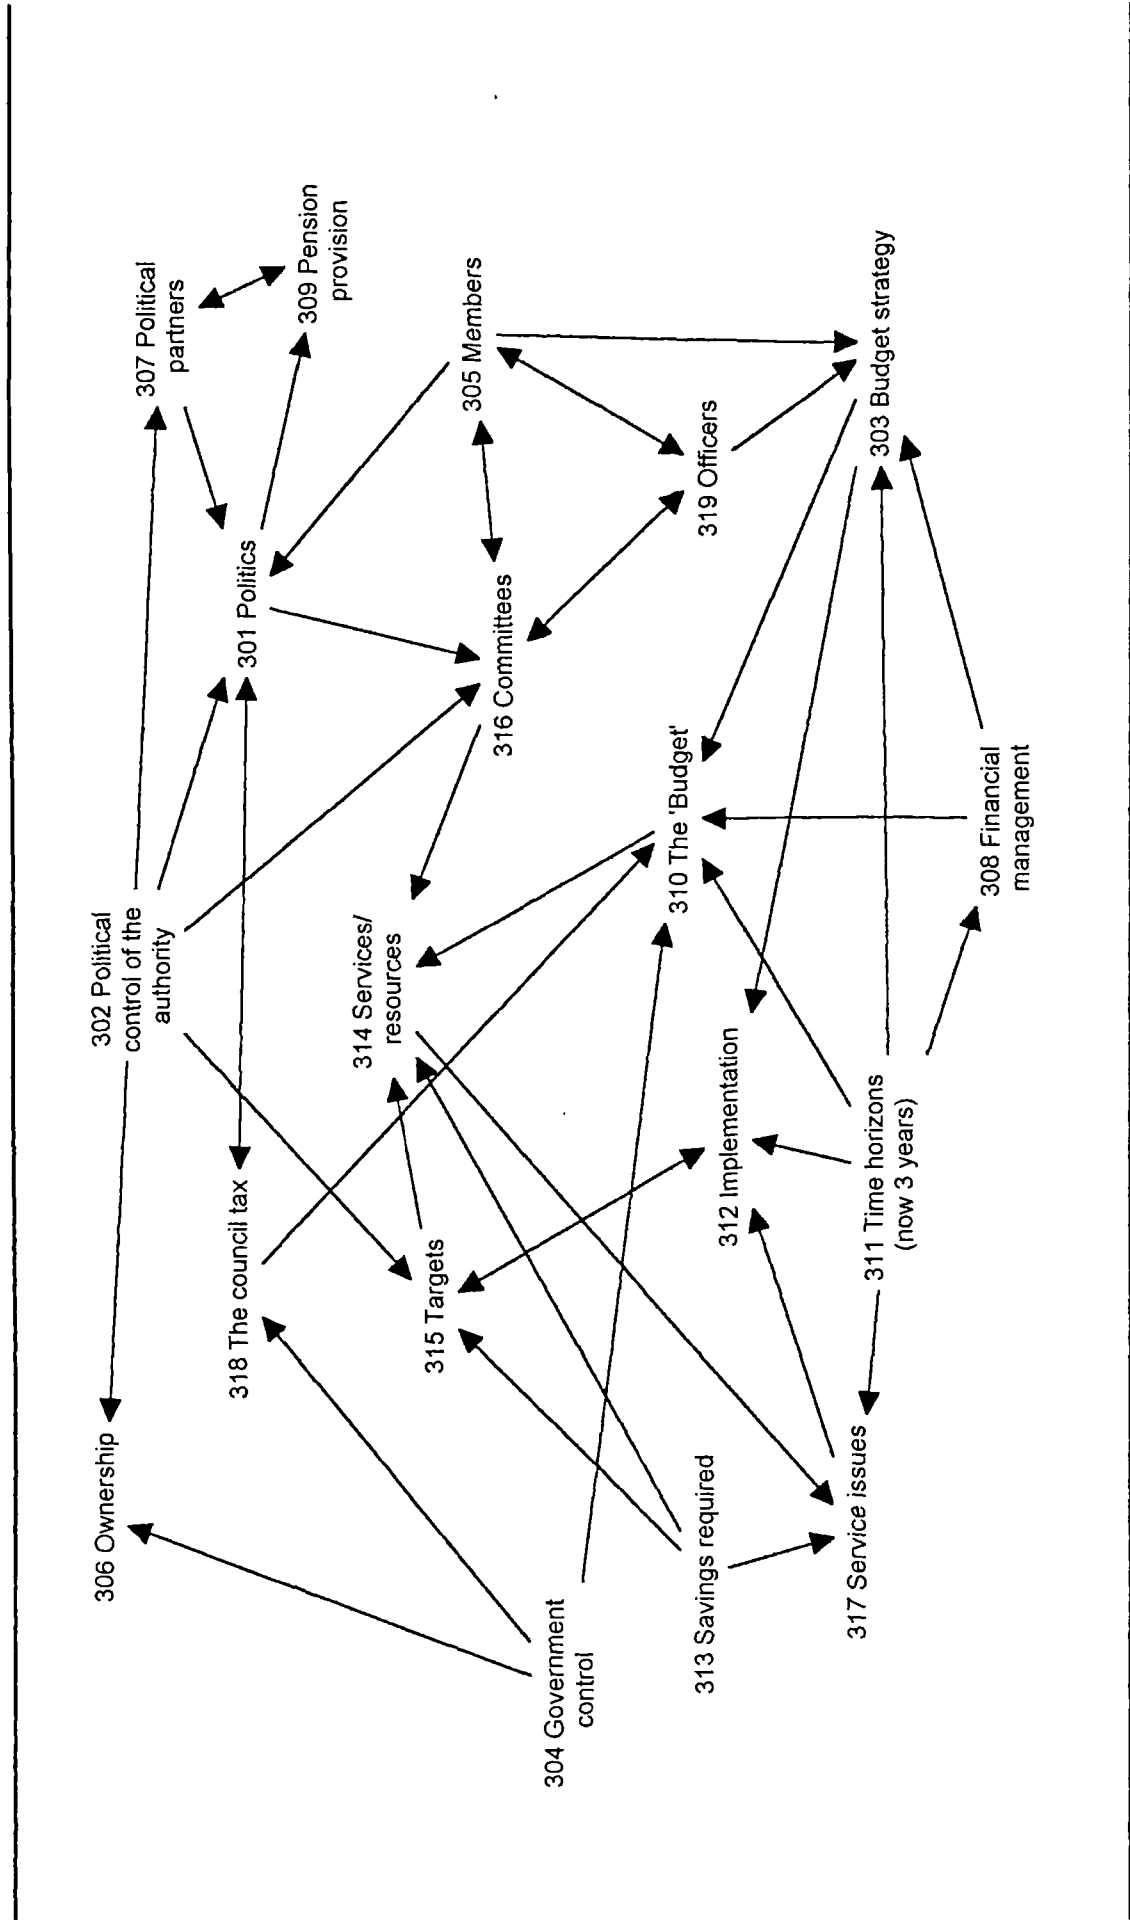 306 Ownership
302 Political
control of the
authority
307 Political
partners
318 The council tax
301 Politics
309 Pension
provision
314 Services/
resources
315 Targets
316 Committees
305 Members
304 Government
control
310 The 'Budget'
319 Officers
313 Savings required
312 Implementation
317 Service issues
311 Time horizons
(now 3 years)
303 Budget strategy
308 Financial
management